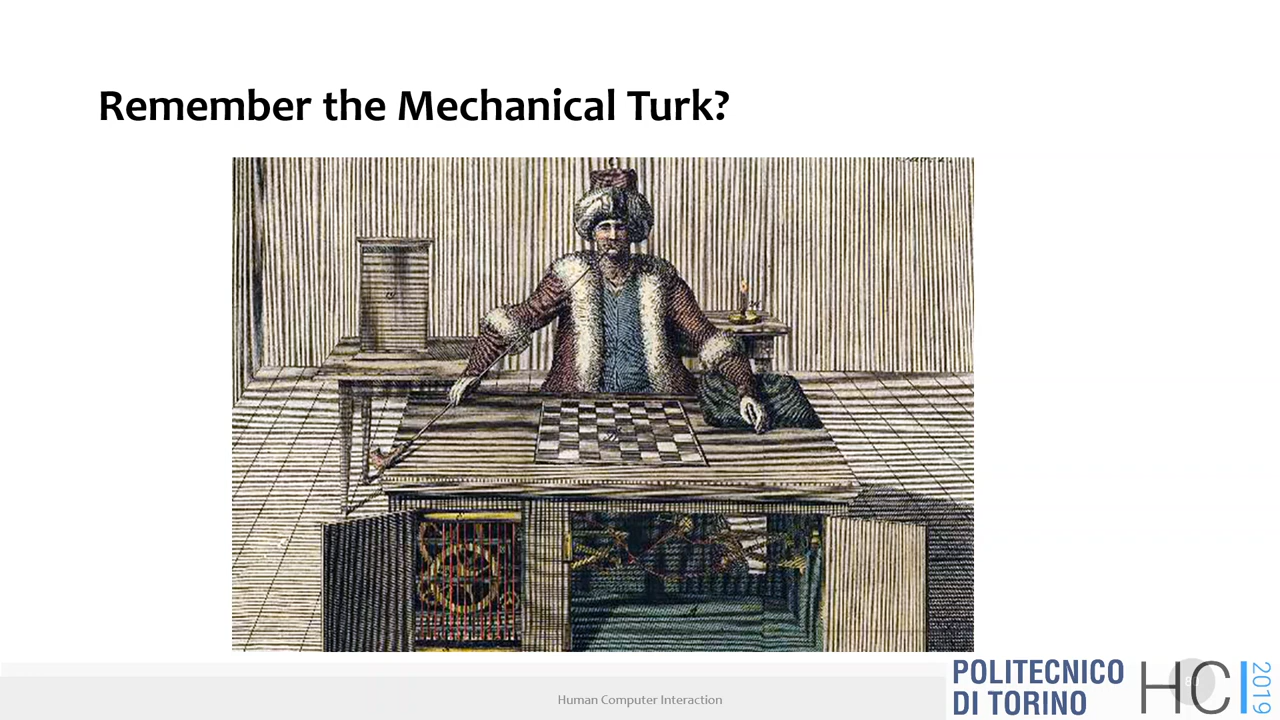 Remember the Mechanical Turk?
Human Computer Interaction
POLITECNICO
DI TORINO
HCI
2019